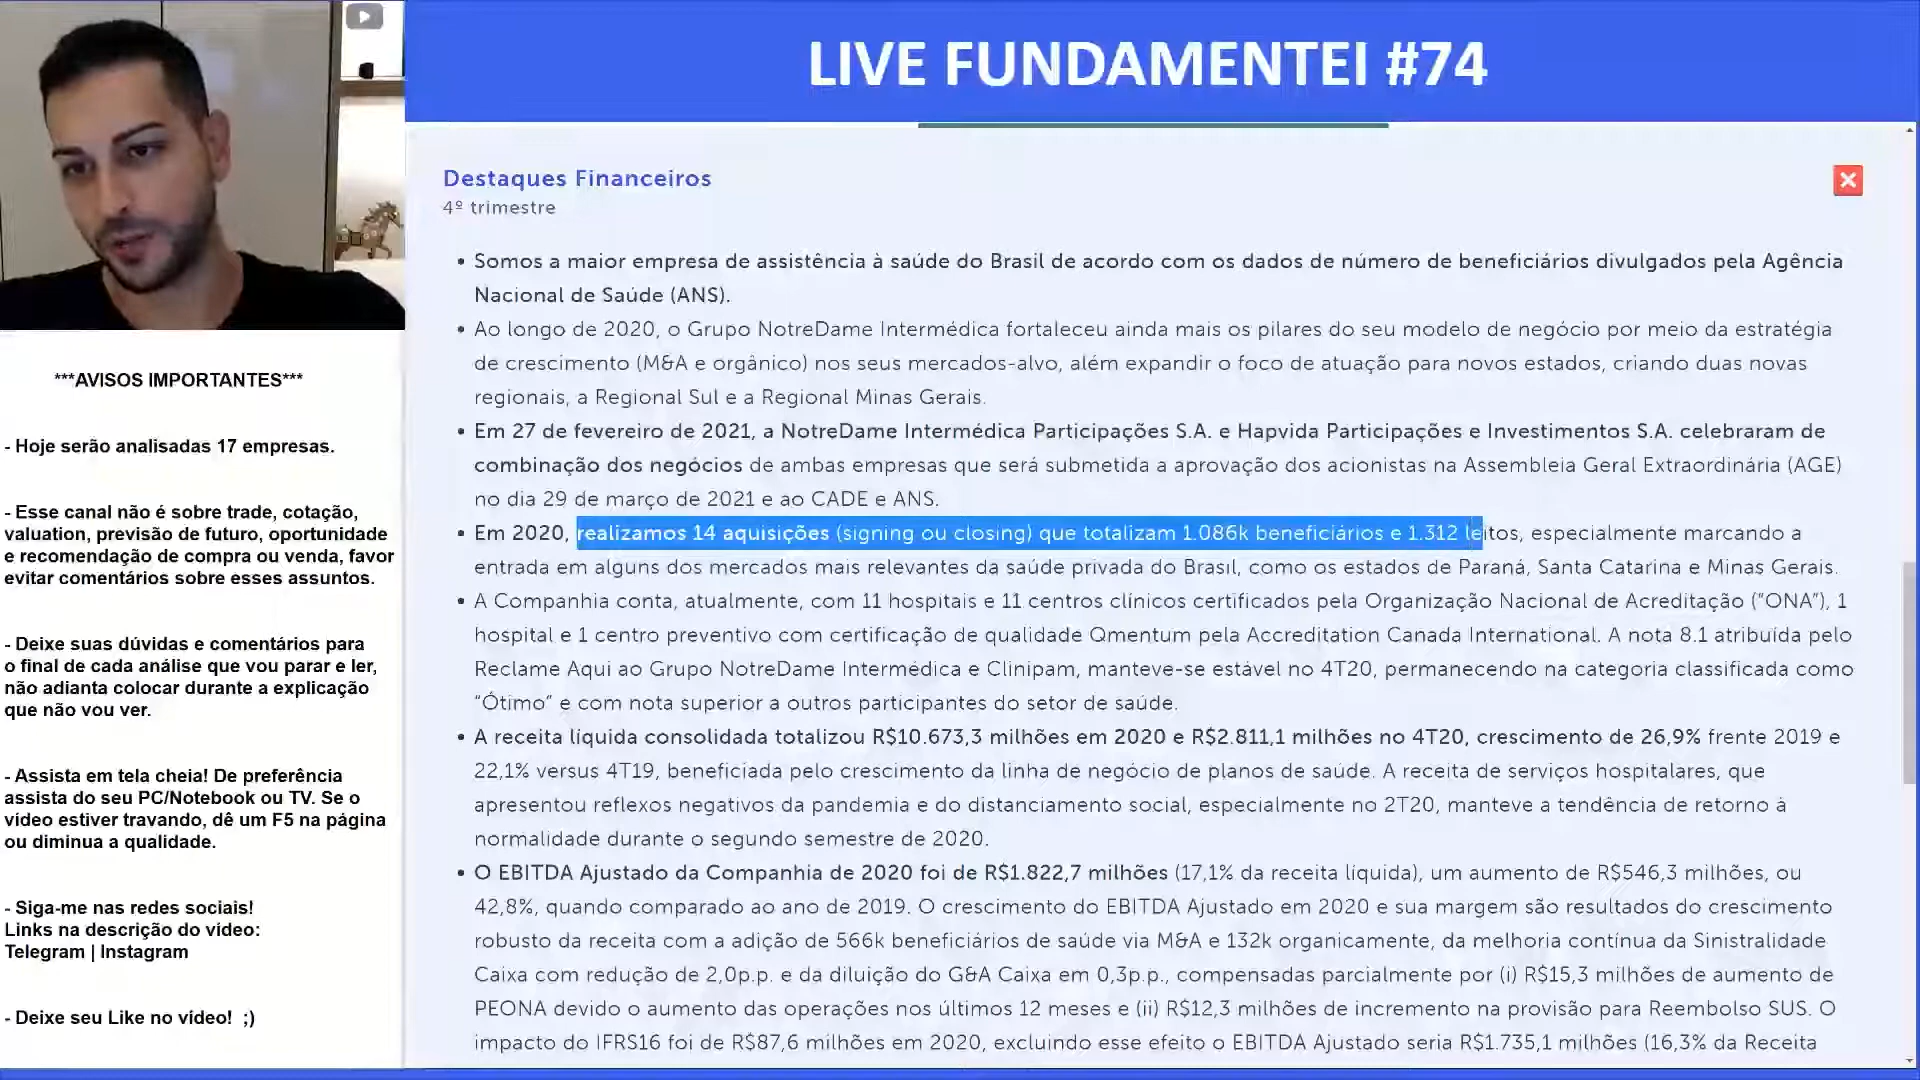 LIVE FUNDAMENTEI #74
Destaques Financeiros
4º trimestre
• Somos a maior empresa de assistência à saúde do Brasil de acordo com os dados de número de beneficiários divulgados pela Agência
Nacional de Saúde (ANS).
• Ao longo de 2020, o Grupo NotreDame Intermédica fortaleceu ainda mais os pilares do seu modelo de negócio por meio da estratégia
de crescimento (M&A e orgânico) nos seus mercados-alvo, além expandir o foco de atuação para novos estados, criando duas novas
regionais, a Regional Sul e a Regional Minas Gerais.
• Em 27 de fevereiro de 2021, a NotreDame Intermédica Participações S.A. e Hapvida Participações e Investimentos S.A. celebraram de
combinação dos negócios de ambas empresas que será submetida a aprovação dos acionistas na Assembleia Geral Extraordinária (AGE)
no dia 29 de março de 2021 e ao CADE e ANS.
• Em 2020, realizamos 14 aquisições (signing ou closing) que totalizam 1.086k beneficiários e 1.312 leitos, especialmente marcando a
entrada em alguns dos mercados mais relevantes da saúde privada do Brasil, como os estados de Paraná, Santa Catarina e Minas Gerais.
• A Companhia conta, atualmente, com 11 hospitais e 11 centros clínicos certificados pela Organização Nacional de Acreditação (“ONA”), 1
hospital e 1 centro preventivo com certificação de qualidade Qmentum pela Accreditation Canada International. A nota 8.1 atribuída pelo
Reclame Aqui ao Grupo NotreDame Intermédica e Clinipam, manteve-se estável no 4T20, permanecendo na categoria classificada como
“Ótimo” e com nota superior a outros participantes do setor de saúde.
• A receita líquida consolidada totalizou R$10.673,3 milhões em 2020 e R$2.811,1 milhões no 4T20, crescimento de 26,9% frente 2019 e
22,1% versus 4T19, beneficiada pelo crescimento da linha de negócio de planos de saúde. A receita de serviços hospitalares, que
apresentou reflexos negativos da pandemia e do distanciamento social, especialmente no 2T20, manteve a tendência de retorno à
normalidade durante o segundo semestre de 2020.
• O EBITDA Ajustado da Companhia de 2020 foi de R$1.822,7 milhões (17,1% da receita líquida), um aumento de R$546,3 milhões, ou
42,8%, quando comparado ao ano de 2019. O crescimento do EBITDA Ajustado em 2020 e sua margem são resultados do crescimento
robusto da receita com a adição de 566k beneficiários de saúde via M&A e 132k organicamente, da melhoria contínua da Sinistralidade
Caixa com redução de 2,0p.p. e da diluição do G&A Caixa em 0,3p.p., compensadas parcialmente por (i) R$15,3 milhões de aumento de
PEONA devido o aumento das operações nos últimos 12 meses e (ii) R$12,3 milhões de incremento na provisão para Reembolso SUS. O
impacto do IFRS16 foi de R$87,6 milhões em 2020, excluindo esse efeito o EBITDA Ajustado seria R$1.735,1 milhões (16,3% da Receita
***AVISOS IMPORTANTES***
- Hoje serão analisadas 17 empresas.
- Esse canal não é sobre trade, cotação,
valuation, previsão de futuro, oportunidade
e recomendação de compra ou venda, favor
evitar comentários sobre esses assuntos.
- Deixe suas dúvidas e comentários para
o final de cada análise que vou parar e ler,
não adianta colocar durante a explicação
que não vou ver.
- Assista em tela cheia! De preferência
assista do seu PC/Notebook ou TV. Se o
vídeo estiver travando, dê um F5 na página
ou diminua a qualidade.
- Siga-me nas redes sociais!
Links na descrição do vídeo:
Telegram | Instagram
- Deixe seu Like no vídeo! ;)